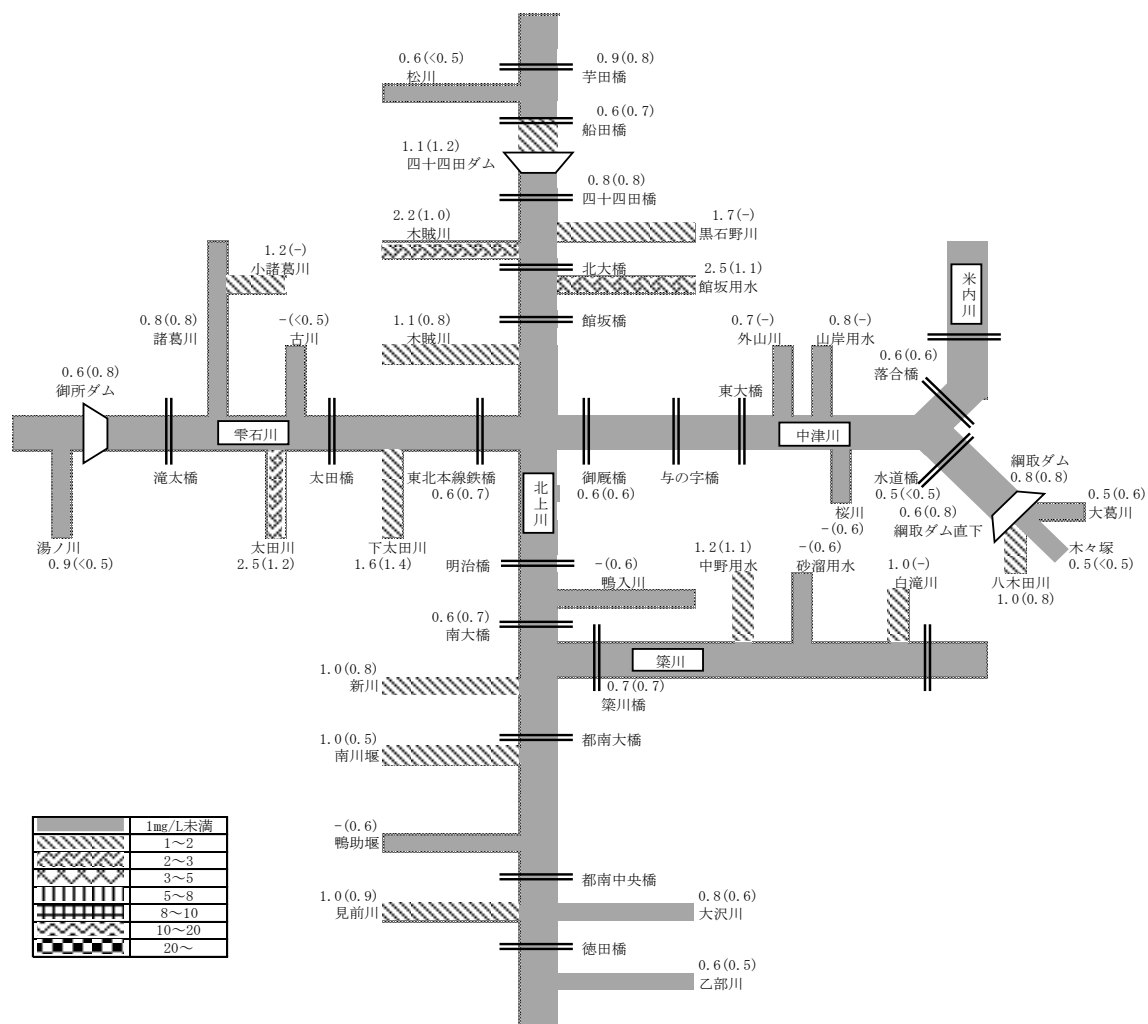 0.6(<0.5)
松川
0.9(0.8)
芋田橋
0.6(0.7)
船田橋
1.1(1.2)
四十四田ダム
0.8(0.8)
四十四田橋
2.2(1.0)
木賊川
1.7(-)
黒石野川
北大橋
2.5(1.1)
館坂用水
館坂橋
1.1(0.8)
木賊川
1.2(-)
小諸葛川
0.8(0.8)
諸葛川
-(<0.5)
古川
0.6(0.8)
御所ダム
雫石川
滝太橋
太田橋
東北本線鉄橋
0.6(0.7)
湯ノ川
0.9(<0.5)
太田川
2.5(1.2)
下太田川
1.6(1.4)
北上川
御厩橋
0.6(0.6)
与の字橋
東大橋
0.7(-)
外山川
0.8(-)
山岸用水
中津川
米内川
0.6(0.6)
落合橋
桜川
-(0.6)
水道橋
0.5(<0.5)
綱取ダム
0.8(0.8)
0.6(0.8)
綱取ダム直下
0.5(0.6)
大葛川
木々塚
0.5(<0.5)
八木田川
1.0(0.8)
明治橋
-(0.6)
鴨入川
1.2(1.1)
中野用水
-(0.6)
砂溜用水
1.0(-)
白滝川
0.6(0.7)
南大橋
簗川
0.7(0.7)
簗川橋
1.0(0.8)
新川
1.0(0.5)
南川堰
都南大橋
-(0.6)
鴨助堰
都南中央橋
1.0(0.9)
見前川
0.8(0.6)
大沢川
徳田橋
0.6(0.5)
乙部川
1mg/L未満
1～2
2～3
3～5
5～8
8～10
10～20
20～